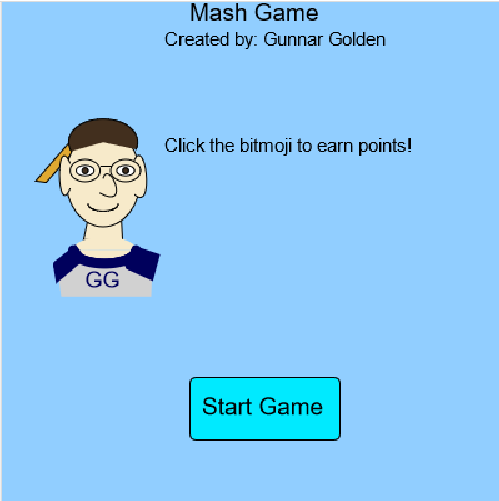 Mash Game
Created by: Gunnar Golden
Click the bitmoji to earn points!
GG
Start Game